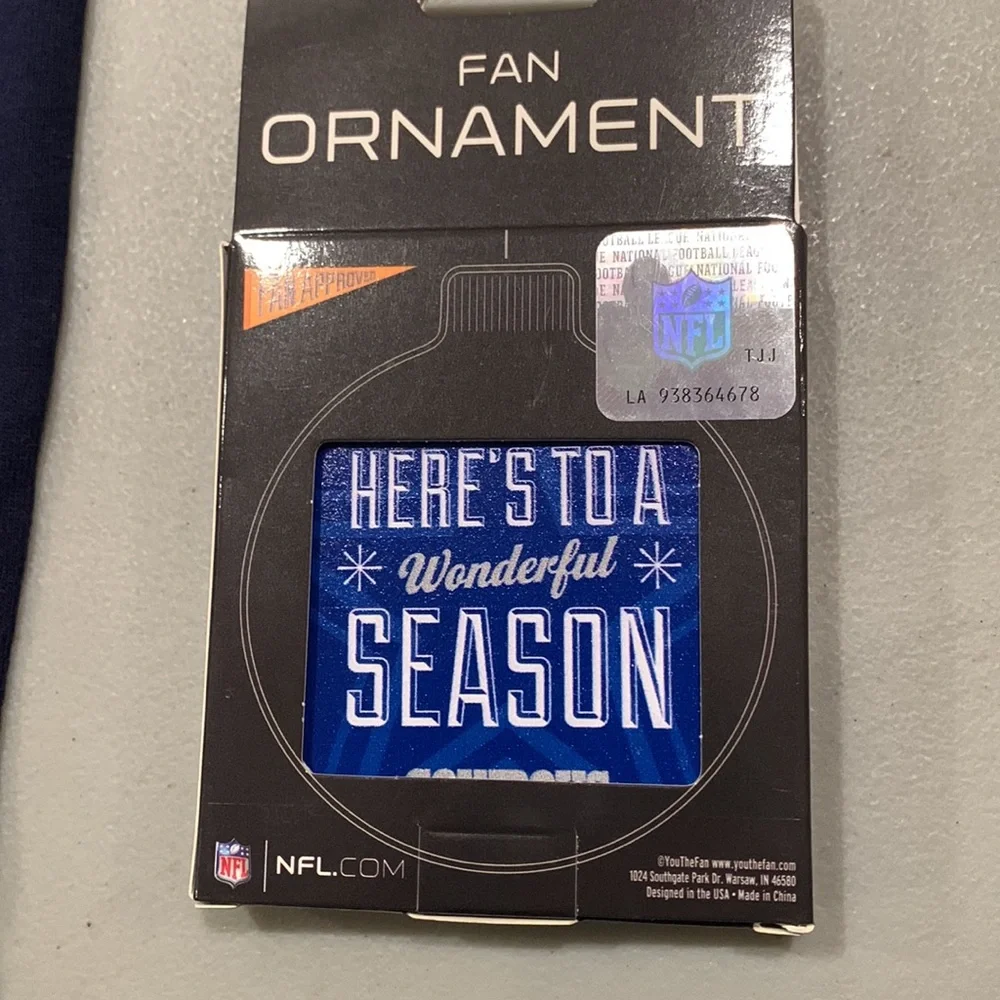 FAN
ORNAMENT
FAN APPROVED
NFL
TJJ
LA 938364678
HERE'S TO A
Wonderful
SEASON
NFL
NFL.COM
©YouTheFan www.youthefan.com
1024 Southgate Park Dr. Warsaw, IN 46580
Designed in the USA • Made in China